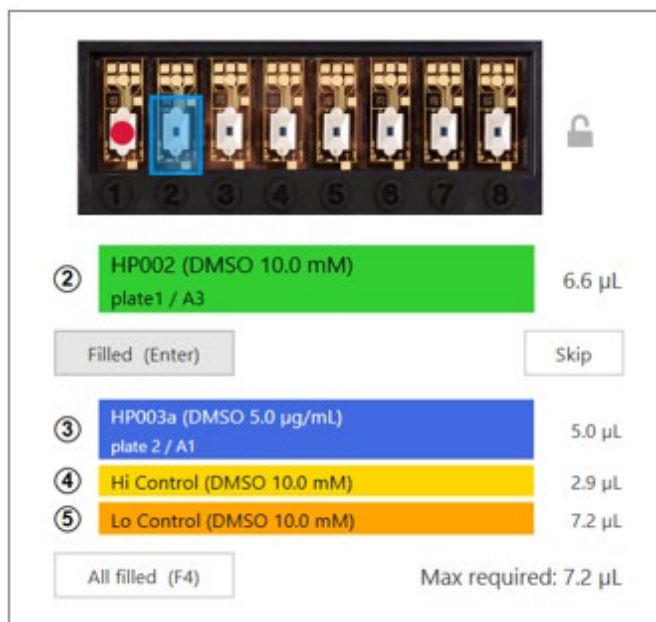 1 2 3 4 5 6 7 8
② HP002 (DMSO 10.0 mM) 6.6 µL
plate1 / A3
Filled (Enter) Skip
③ HP003a (DMSO 5.0 µg/mL) 5.0 µL
plate 2 / A1
④ Hi Control (DMSO 10.0 mM) 2.9 µL
⑤ Lo Control (DMSO 10.0 mM) 7.2 µL
All filled (F4) Max required: 7.2 µL